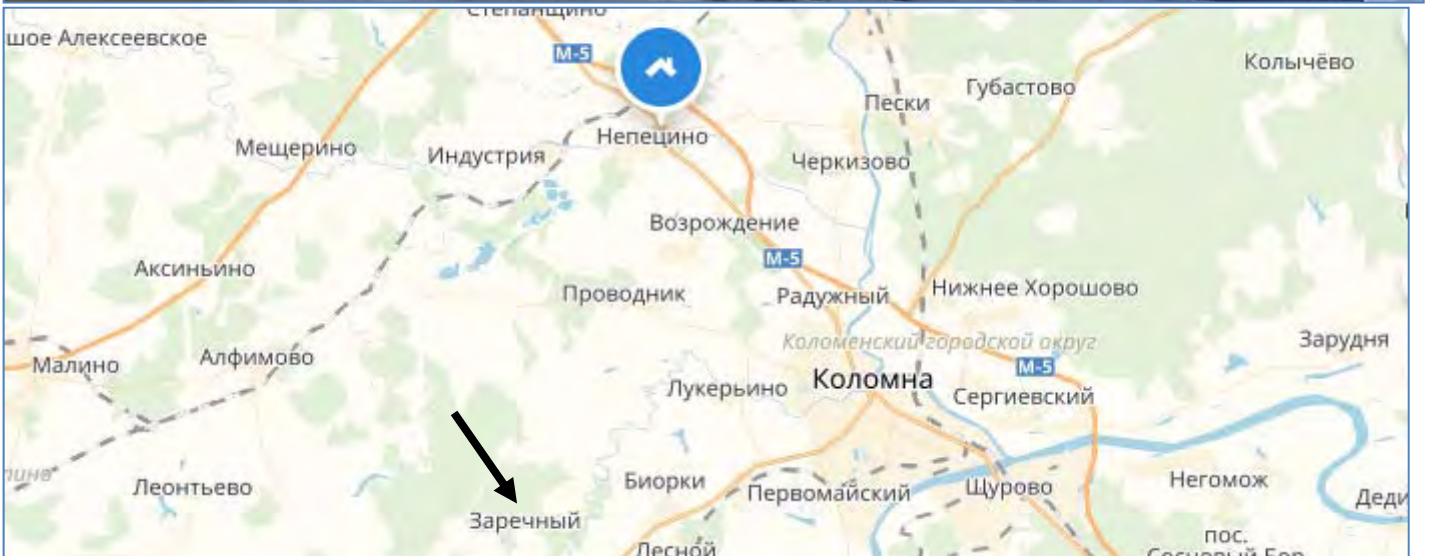 Степанщино
шое Алексеевское
М-5
Колычёво
Губастово
Пески
Непецино
Мещерино
Индустрия
Черкизово
Возрождение
М-5
Аксиньино
Проводник
Радужный
Нижнее Хорошово
Коломенский городской округ
Зарудня
Малино
Алфимово
М-5
Лукерьино
Коломна
Сергиевский
Леонтьево
Биорки
Первомайский
Щурово
Негомож
Деди
Заречный
Лесной
пос.
Сосновый Бор